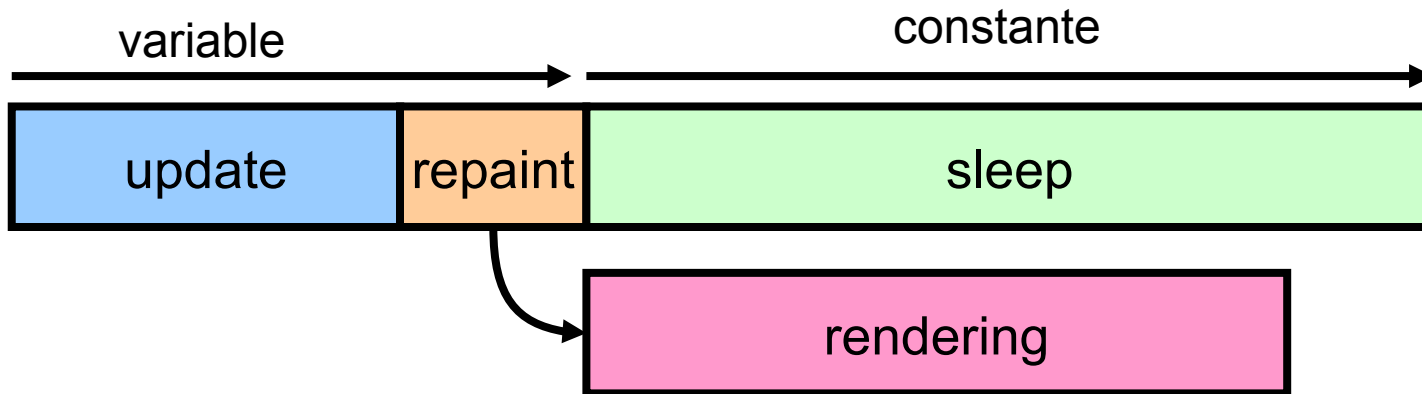 variable
constante
update
repaint
sleep
rendering